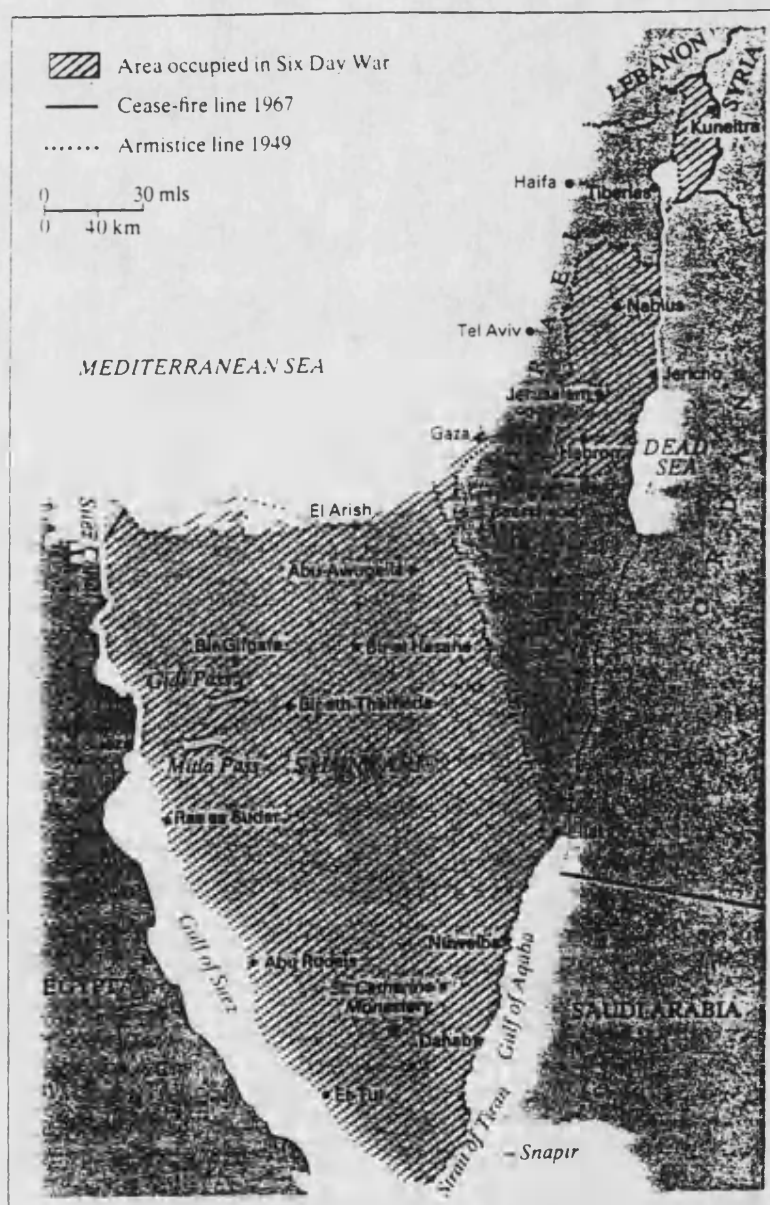 Area occupied in Six Day War
Cease-fire line 1967
Armistice line 1949
0 30 mls
0 40 km
LEBANON
SYRIA
Kuneitra
Haifa
Tiberias
ISRAEL
Nablus
Tel Aviv
MEDITERRANEAN SEA
Jericho
Jerusalem
Gaza
Hebron
DEAD
SEA
JORDAN
El Arish
Suez
Abu Aweigila
Bir Gifgafa
Bir el Hasana
Gidi Pass
Bir eth Thamada
Mitla Pass
Ras as Sudar
Eilat
Gulf of Suez
Nuweiba
Abu Rudeis
EGYPT
St. Catherine's
Monastery
Gulf of Aqaba
SAUDI ARABIA
Dahab
Et Tur
Strait of Tiran
Snapir